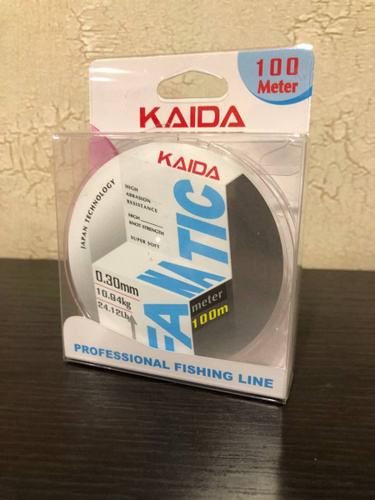 100
Meter
KAIDA
KAIDA
JAPAN TECHNOLOGY
HIGH
ABRASION
RESISTANCE
HIGH
KNOT STRENGTH
SUPER SOFT
FANATIC
0.30mm
10.94kg
24.12Lb
meter
100m
PROFESSIONAL FISHING LINE